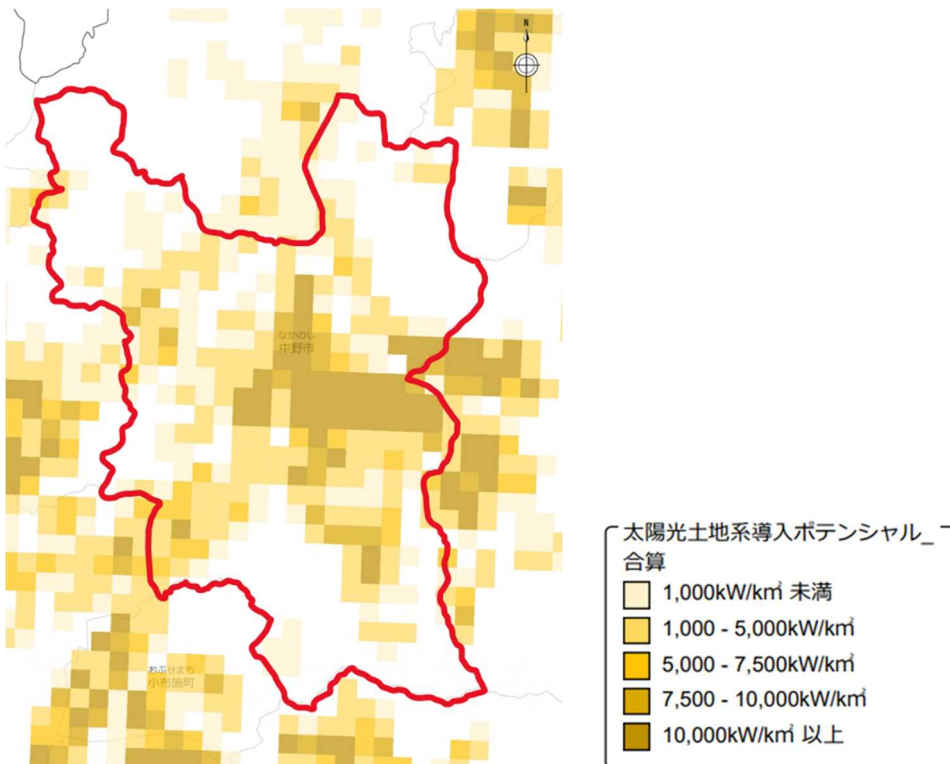 N
なかのし
中野市
おぶせまち
小布施町
太陽光土地系導入ポテンシャル_
合算
1,000kW/k㎡ 未満
1,000 - 5,000kW/k㎡
5,000 - 7,500kW/k㎡
7,500 - 10,000kW/k㎡
10,000kW/k㎡ 以上